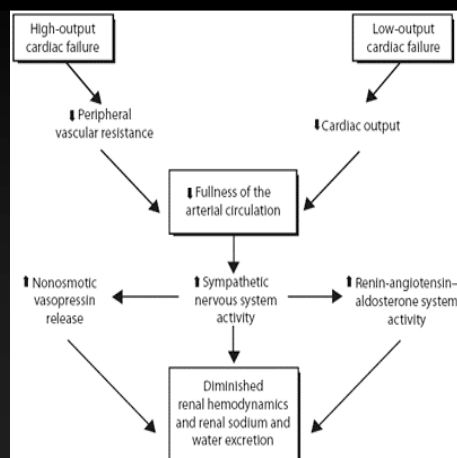 High-output
cardiac failure
Low-output
cardiac failure
⬇Peripheral
vascular resistance
⬇Cardiac output
⬇Fullness of the
arterial circulation
⬆Nonosmotic
vasopressin
release
⬆Sympathetic
nervous system
activity
⬆Renin-angiotensin–
aldosterone system
activity
Diminished
renal hemodynamics
and renal sodium and
water excretion